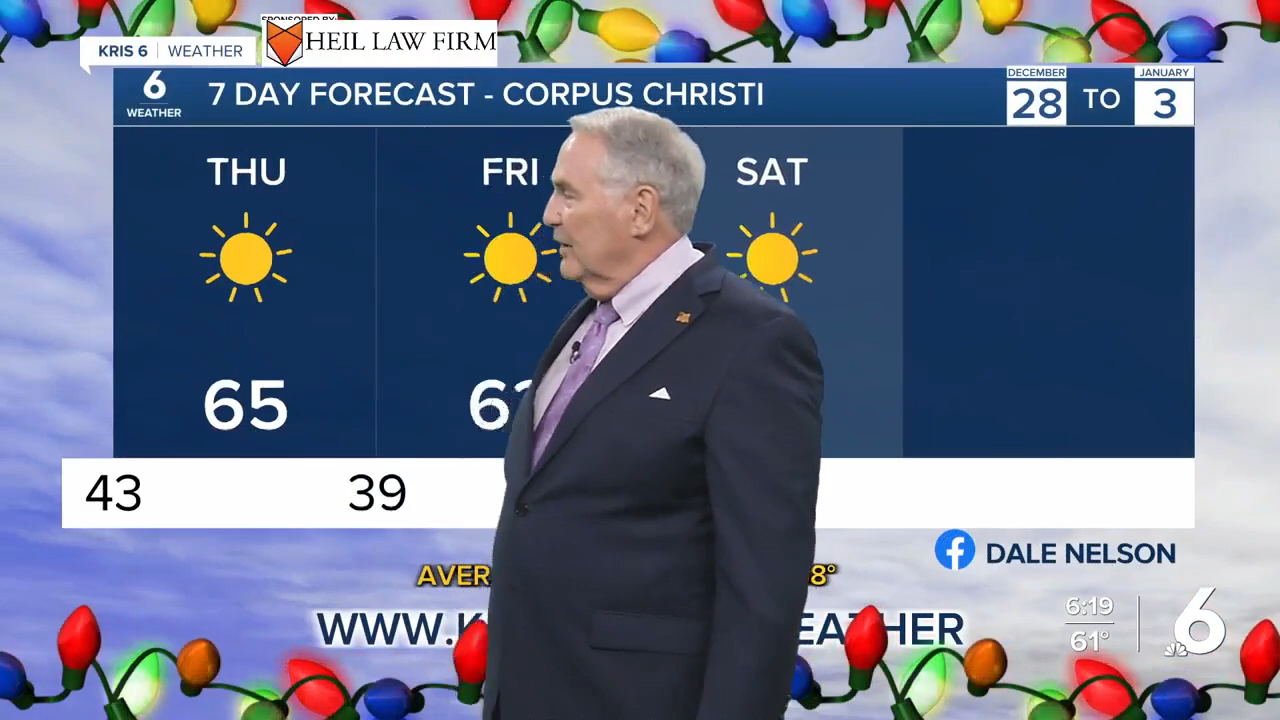 SPONSORED BY:
KRIS 6 | WEATHER
HEIL LAW FIRM
6
WEATHER
7 DAY FORECAST - CORPUS CHRISTI
DECEMBER
28
TO
JANUARY
3
THU
FRI
SAT
65
43
39
DALE NELSON
6:19
61°
6